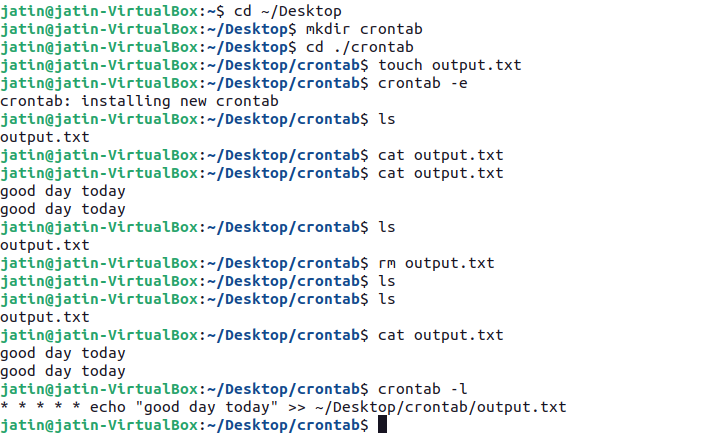 jatin@jatin-VirtualBox:~$ cd ~/Desktop
jatin@jatin-VirtualBox:~/Desktop$ mkdir crontab
jatin@jatin-VirtualBox:~/Desktop$ cd ./crontab
jatin@jatin-VirtualBox:~/Desktop/crontab$ touch output.txt
jatin@jatin-VirtualBox:~/Desktop/crontab$ crontab -e
crontab: installing new crontab
jatin@jatin-VirtualBox:~/Desktop/crontab$ ls
output.txt
jatin@jatin-VirtualBox:~/Desktop/crontab$ cat output.txt
jatin@jatin-VirtualBox:~/Desktop/crontab$ cat output.txt
good day today
good day today
jatin@jatin-VirtualBox:~/Desktop/crontab$ ls
output.txt
jatin@jatin-VirtualBox:~/Desktop/crontab$ rm output.txt
jatin@jatin-VirtualBox:~/Desktop/crontab$ ls
jatin@jatin-VirtualBox:~/Desktop/crontab$ ls
output.txt
jatin@jatin-VirtualBox:~/Desktop/crontab$ cat output.txt
good day today
good day today
jatin@jatin-VirtualBox:~/Desktop/crontab$ crontab -l
* * * * * echo "good day today" >> ~/Desktop/crontab/output.txt
jatin@jatin-VirtualBox:~/Desktop/crontab$